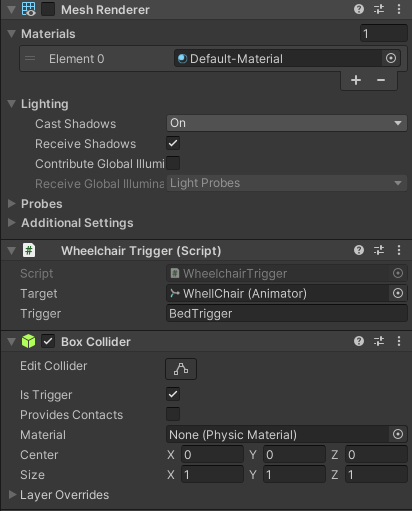 Mesh Renderer
Materials 1
Element 0 Default-Material
Lighting
Cast Shadows On
Receive Shadows
Contribute Global Illumi
Receive Global Illumina Light Probes
Probes
Additional Settings
# Wheelchair Trigger (Script)
Script # WheelchairTrigger
Target WhellChair (Animator)
Trigger BedTrigger
Box Collider
Edit Collider
Is Trigger
Provides Contacts
Material None (Physic Material)
Center X 0 Y 0 Z 0
Size X 1 Y 1 Z 1
Layer Overrides